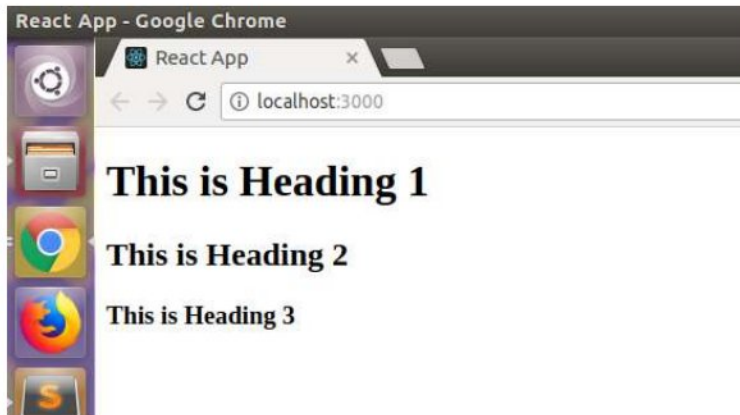 React App - Google Chrome
React App
localhost:3000
This is Heading 1
This is Heading 2
This is Heading 3